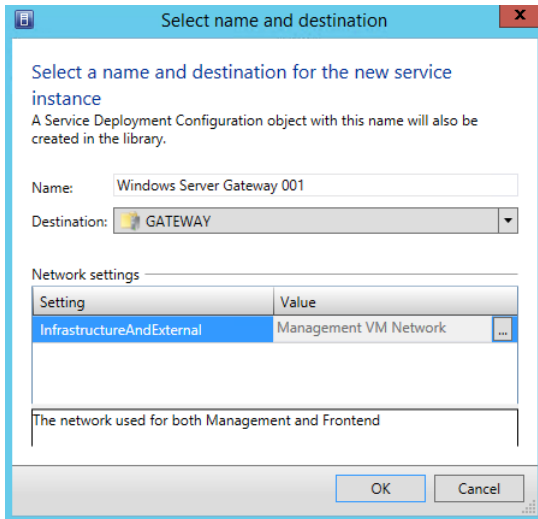 Select name and destination
x
Select a name and destination for the new service
instance
A Service Deployment Configuration object with this name will also be
created in the library.
Name: Windows Server Gateway 001
Destination: GATEWAY
Network settings
Setting Value
InfrastructureAndExternal Management VM Network ...
The network used for both Management and Frontend
OK Cancel